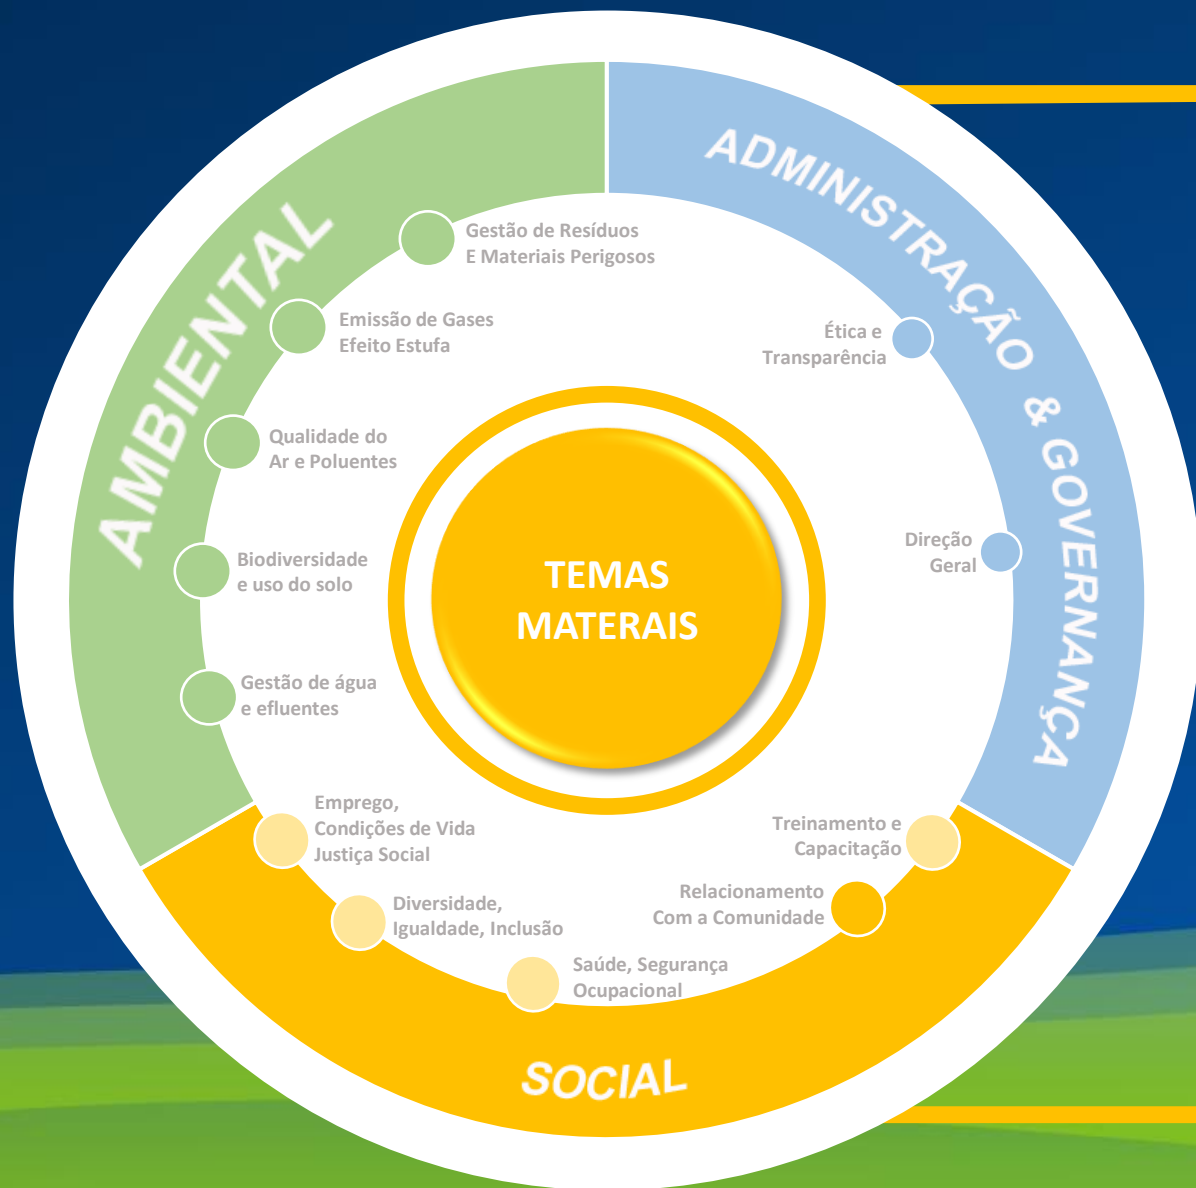 AMBIENTAL
ADMINISTRAÇÃO & GOVERNANÇA
Gestão de Resíduos
E Materiais Perigosos
Emissão de Gases
Efeito Estufa
Qualidade do
Ar e Poluentes
Biodiversidade
e uso do solo
Gestão de água
e efluentes
Ética e
Transparência
Direção
Geral
TEMAS
MATERAIS
Emprego,
Condições de Vida
Justiça Social
Diversidade,
Igualdade, Inclusão
Saúde, Segurança
Ocupacional
Relacionamento
Com a Comunidade
Treinamento e
Capacitação
SOCIAL